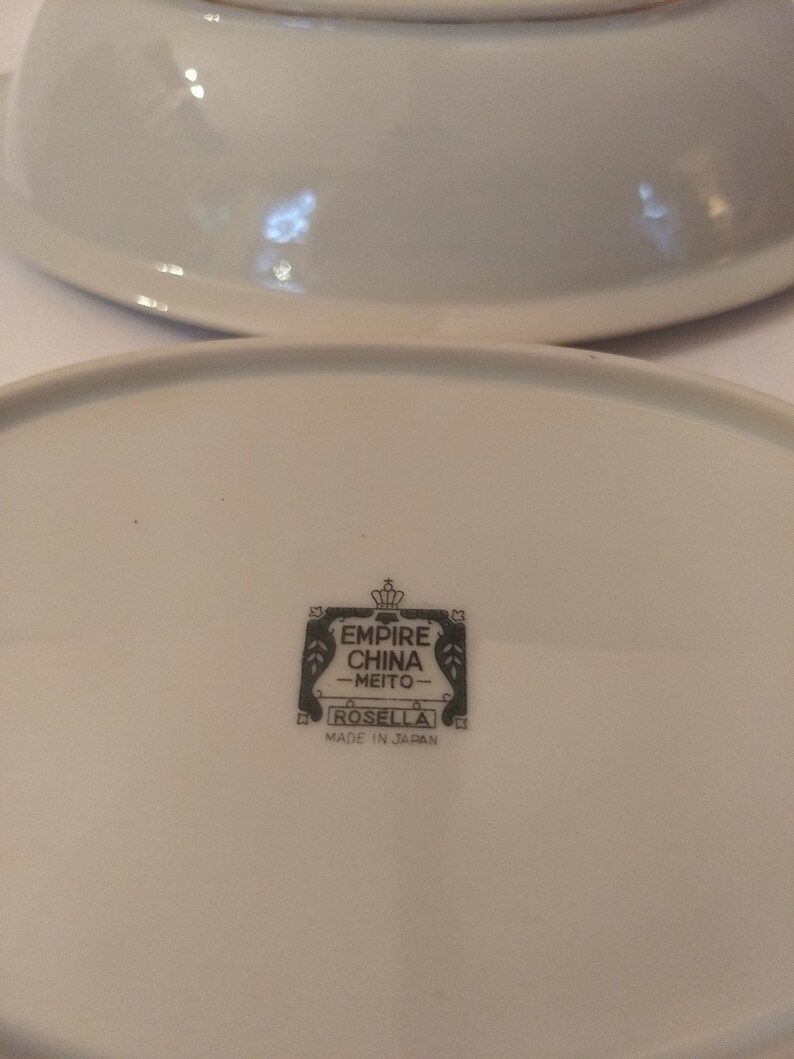 EMPIRE
CHINA
—MEITO—
ROSELLA
MADE IN JAPAN